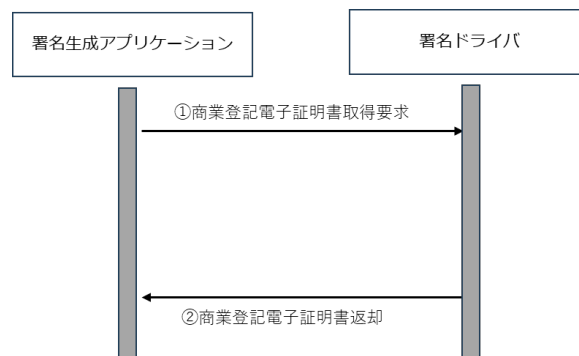 署名生成アプリケーション
署名ドライバ
①商業登記電子証明書取得要求
②商業登記電子証明書返却